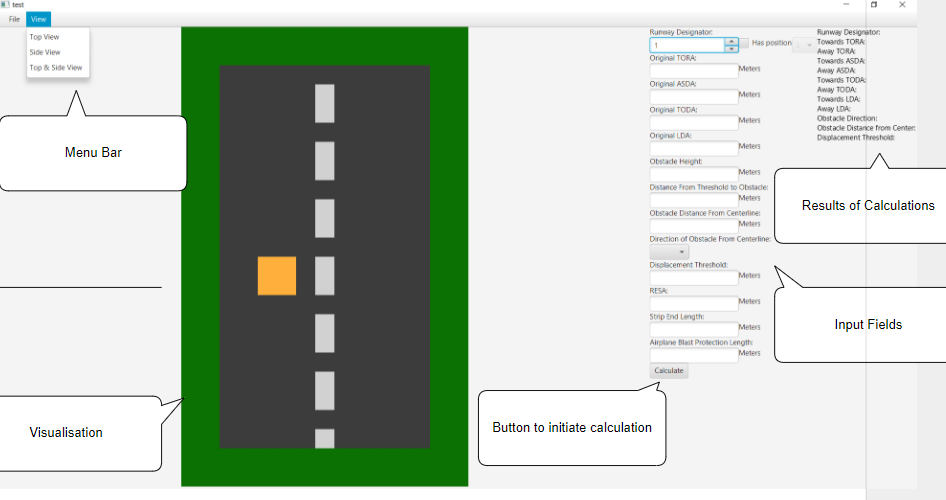 test
File View
Top View
Side View
Top & Side View
Menu Bar
Visualisation
Runway Designator:
1
Has position
Original TORA:
Meters
Original ASDA:
Meters
Original TODA:
Meters
Original LDA:
Meters
Obstacle Height:
Meters
Distance From Threshold to Obstacle:
Meters
Obstacle Distance From Centerline:
Meters
Direction of Obstacle From Centerline:
Displacement Threshold:
Meters
RESA:
Meters
Strip End Length:
Meters
Airplane Blast Protection Length:
Meters
Calculate
Button to initiate calculation
Runway Designator:
Towards TORA:
Away TORA:
Towards ASDA:
Away ASDA:
Towards TODA:
Away TODA:
Towards LDA:
Away LDA:
Obstacle Direction:
Obstacle Distance from Center:
Displacement Threshold:
Results of Calculations
Input Fields